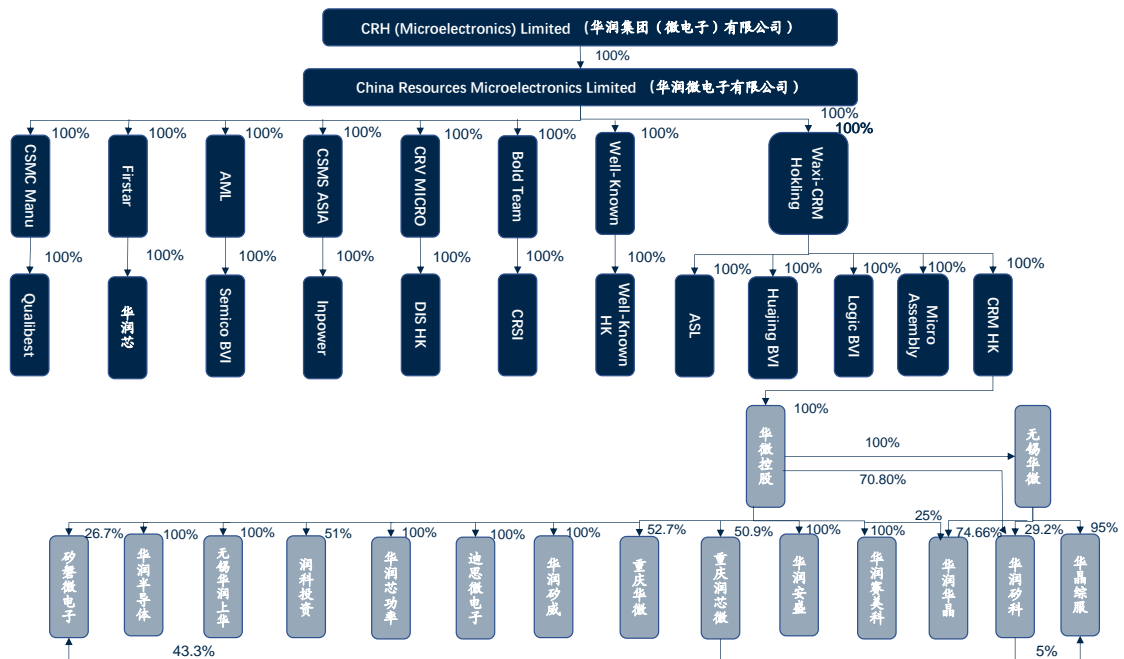 CRH (Microelectronics) Limited （华润集团（微电子）有限公司）
100%
China Resources Microelectronics Limited （华润微电子有限公司）
100%
100%
100%
100%
100%
100%
100%
100%
100%
CSMC Manu
Firstar
AML
CSMS ASIA
CRV MICRO
Bold Team
Well-Known
Waxi-CRM
Hokling
100%
100%
100%
100%
100%
100%
100%
100%
100%
100%
100%
100%
Qualibest
华润芯
Semico BVI
Inpower
DIS HK
CRSI
Well-Known
HK
ASL
Huajing BVI
Logic BVI
Micro
Assembly
CRM HK
100%
华微控股
100%
无锡华微
70.80%
26.7%
100%
100%
51%
100%
100%
100%
52.7%
50.9%
100%
100%
25%
74.66%
29.2%
95%
矽磐微电子
华润半导体
无锡华润上华
润科投资
华润芯功率
迪思微电子
华润矽威
重庆华微
重庆润芯微
华润安盛
华润赛美科
华润华晶
华润矽科
华晶综服
43.3%
5%